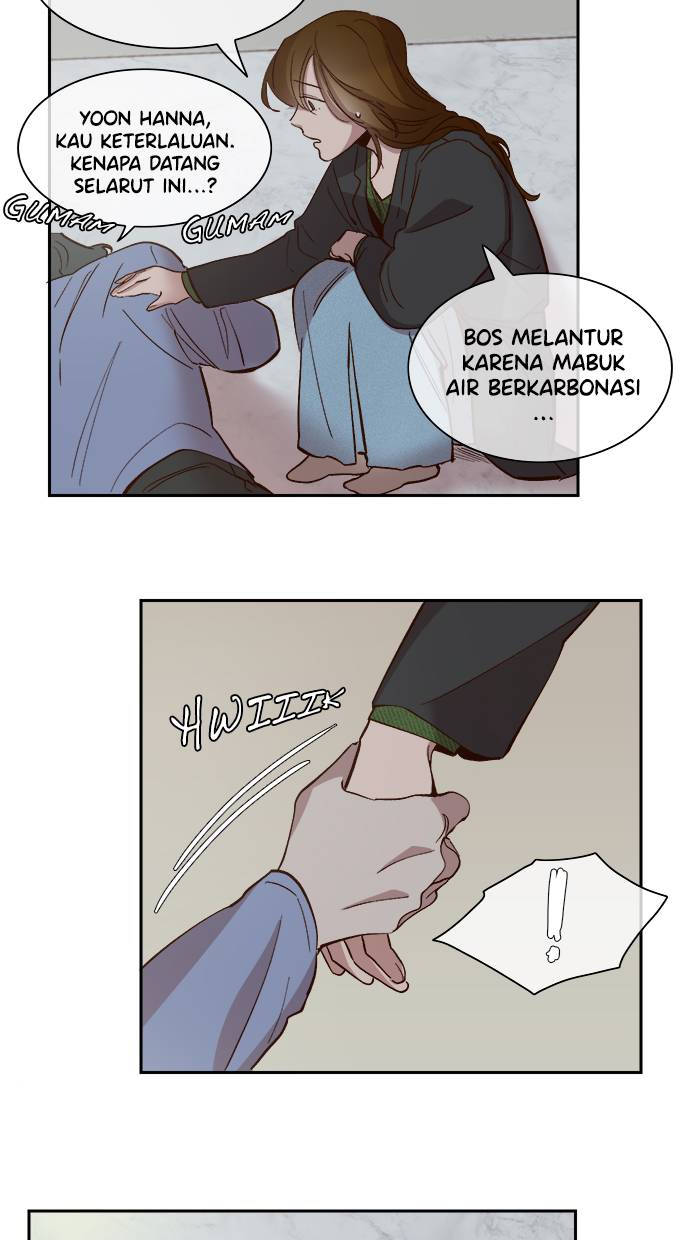 YOON HANNA,
KAU KETERLALUAN.
KENAPA DATANG
SELARUT INI...?
GUMAM
GUMAM
BOS MELANTUR
KARENA MABUK
AIR BERKARBONASI
...
HWIIIK
!